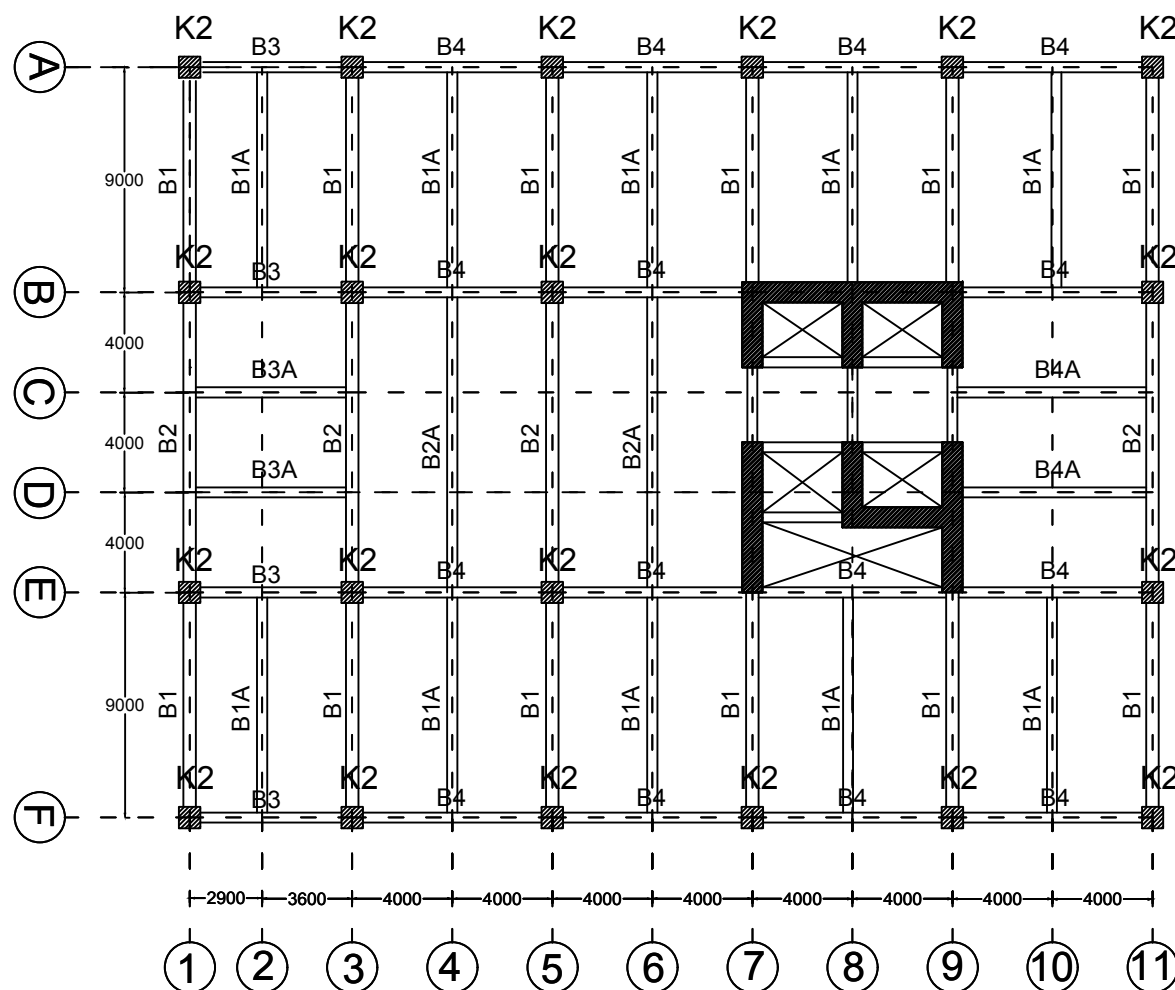 K2 K2 K2 K2 K2 K2
A B3 B4 B4 B4 B4
9000 B1 B1A B1 B1A B1 B1A B1 B1A B1 B1A B1
K2 K2 K2 K2
B B3 B4 B4 B4
4000
B3A B4A
C
4000 B2 B2 B2A B2 B2A B2
B3A B4A
D
4000
K2 K2 K2 K2
E B3 B4 B4 B4 B4
9000 B1 B1A B1 B1A B1 B1A B1 B1A B1 B1A B1
K2 K2 K2 K2 K2 K2
F B3 B4 B4 B4 B4
2900 3600 4000 4000 4000 4000 4000 4000 4000 4000
1 2 3 4 5 6 7 8 9 10 11